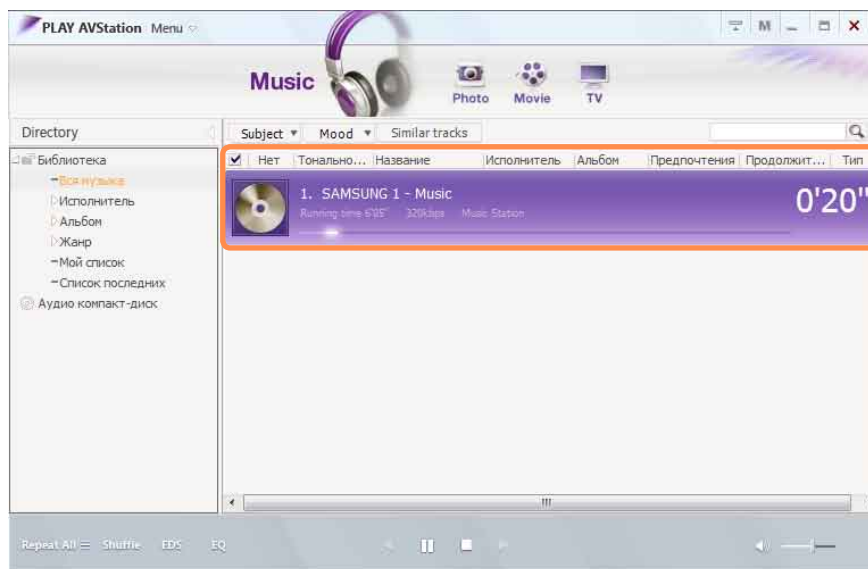 PLAY AVStation Menu
M
Music
Photo Movie TV
Directory
Subject Mood Similar tracks
Библиотека
Вся музыка
Исполнитель
Альбом
Жанр
Мой список
Список последних
Аудио компакт-диск
Нет Тонально... Название Исполнитель Альбом Предпочтения Продолжит... Тип
1. SAMSUNG 1 - Music
0'20"
Running time 6'05" 320kbps Music Station
Repeat All Shuffle EDS EQ